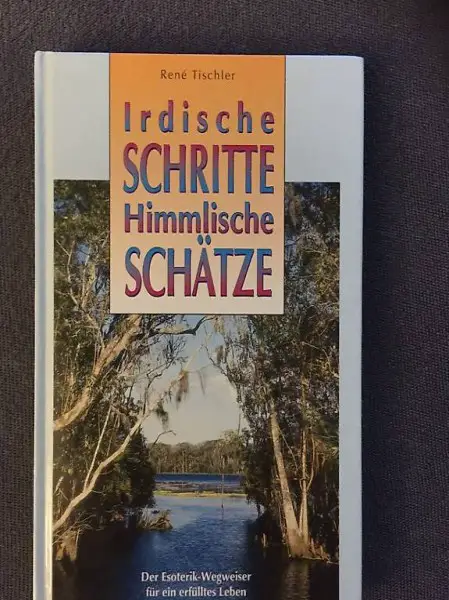 René Tischler
Irdische
SCHRITTE
Himmlische
SCHÄTZE
Der Esoterik-Wegweiser
für ein erfülltes Leben